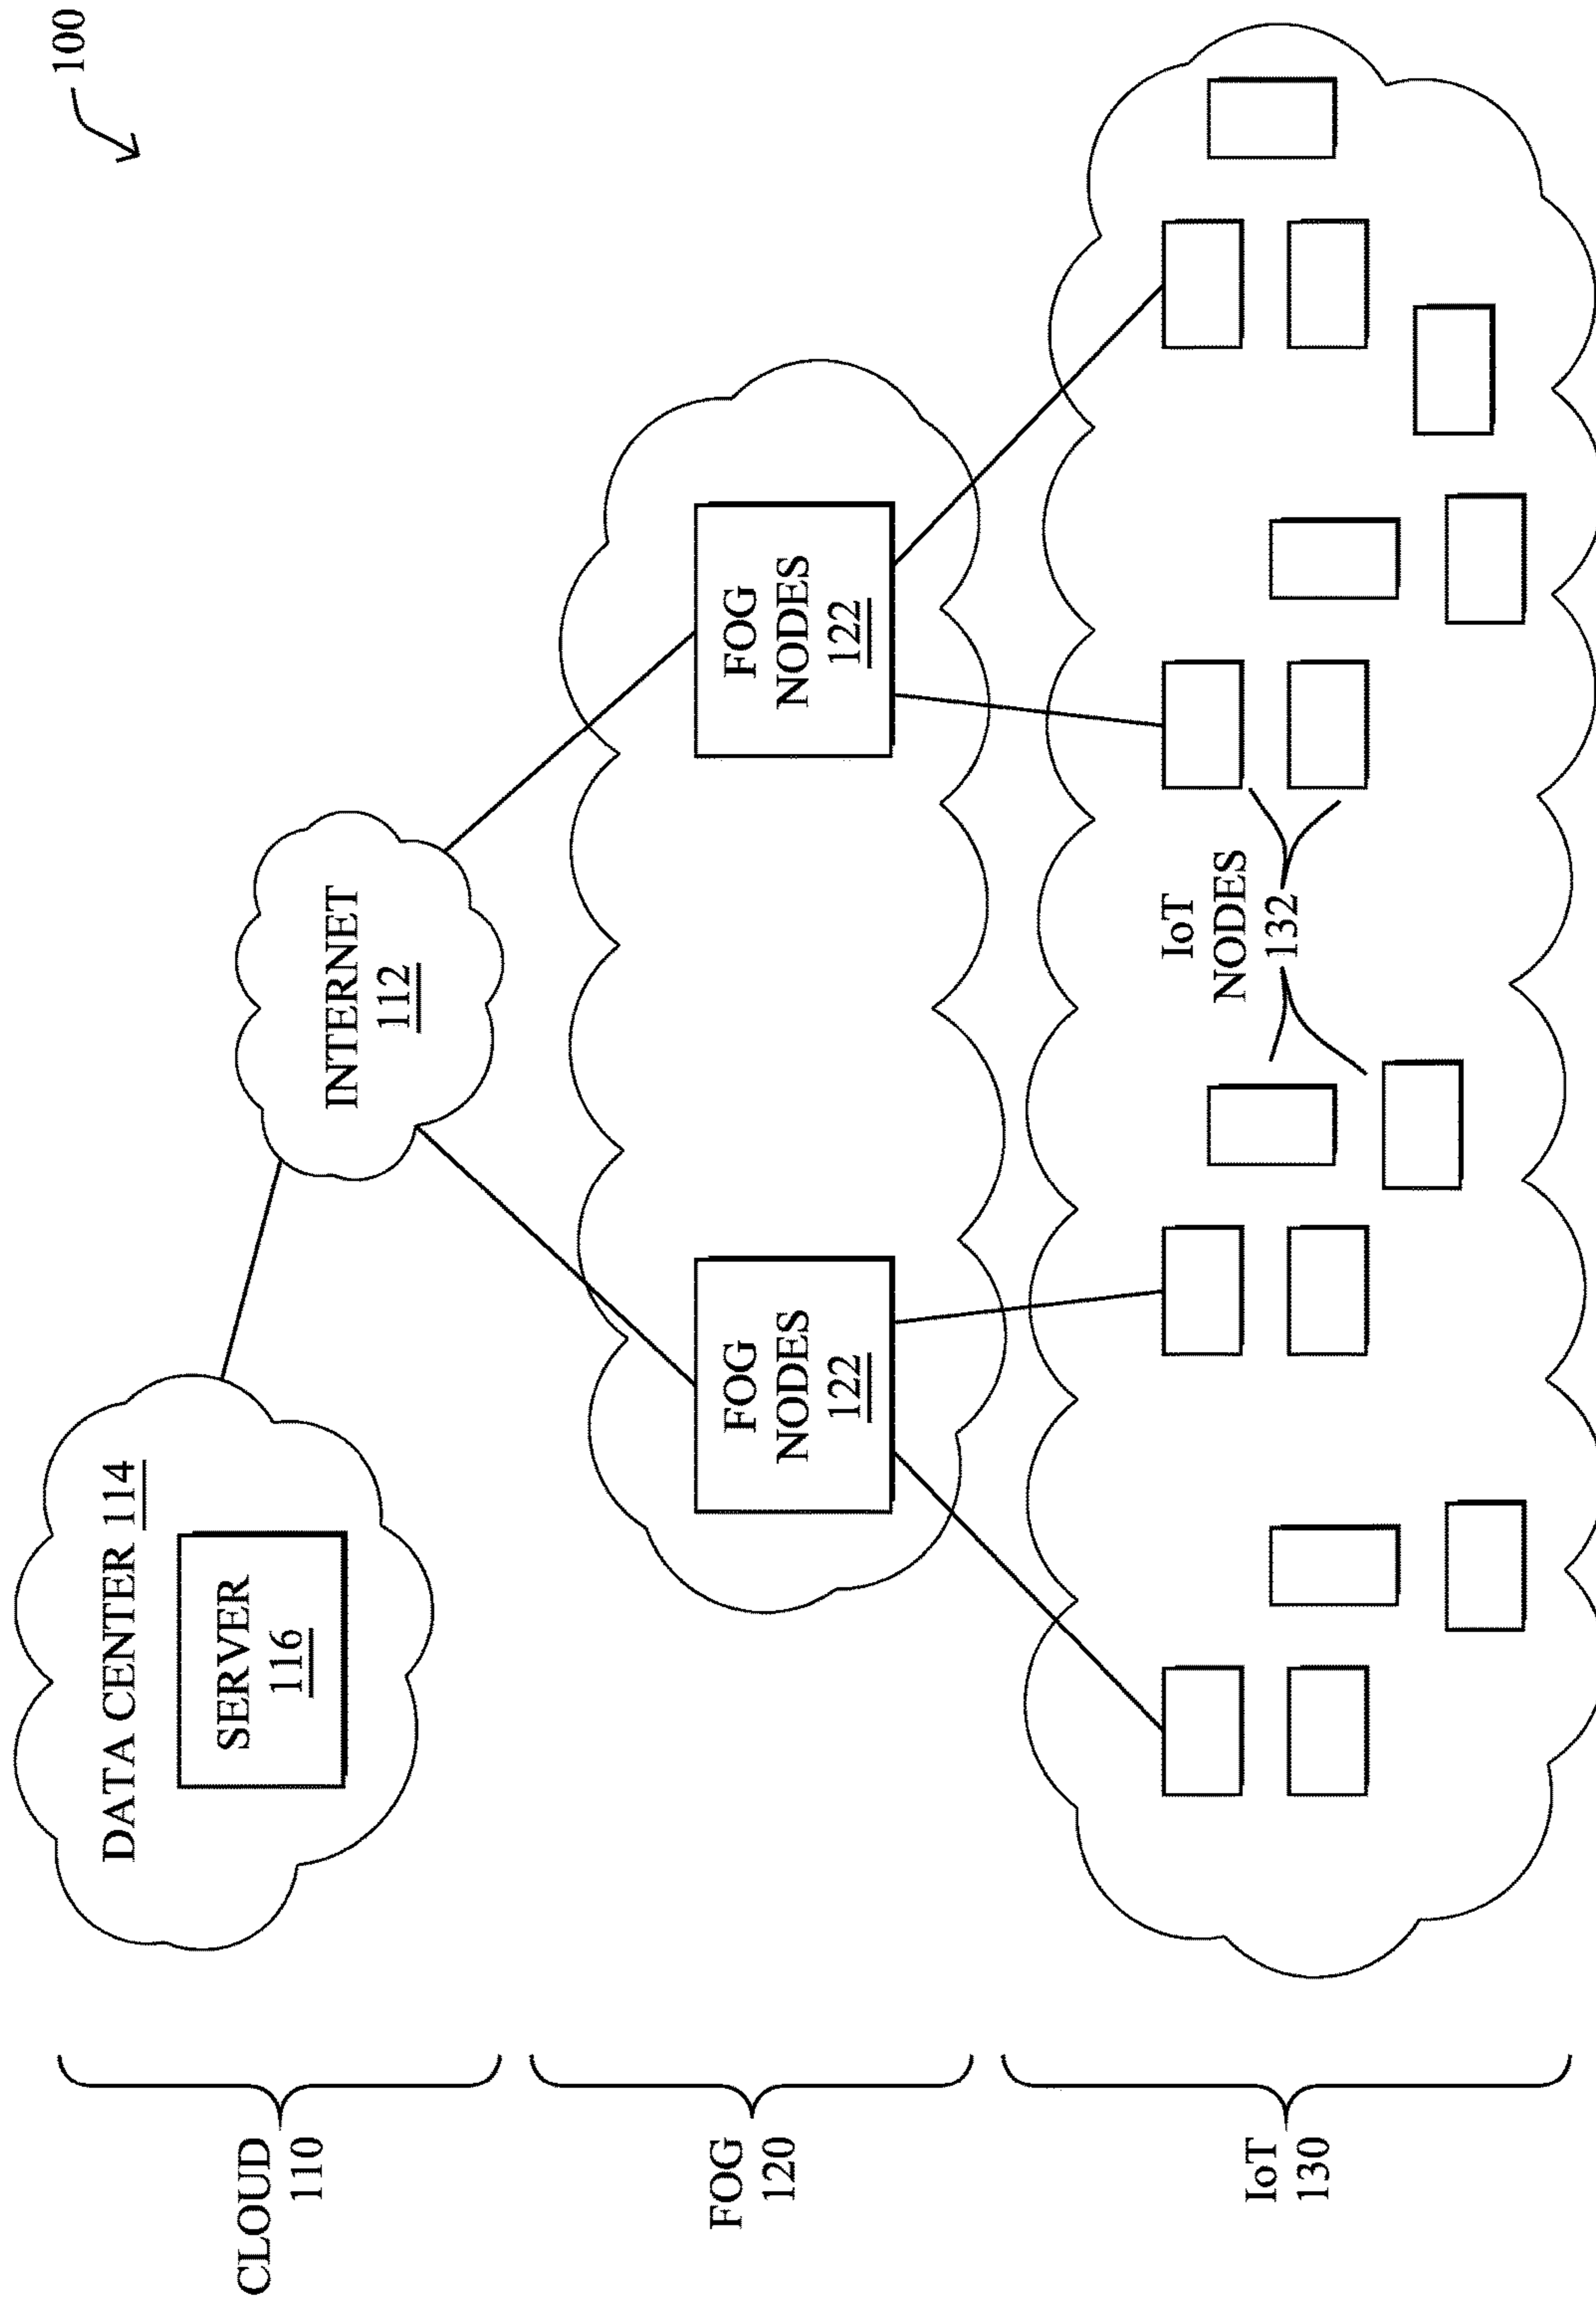 100
CLOUD
110
DATA CENTER 114
SERVER
116
INTERNET
112
FOG
120
FOG
NODES
122
FOG
NODES
122
IoT
130
IoT
NODES
132